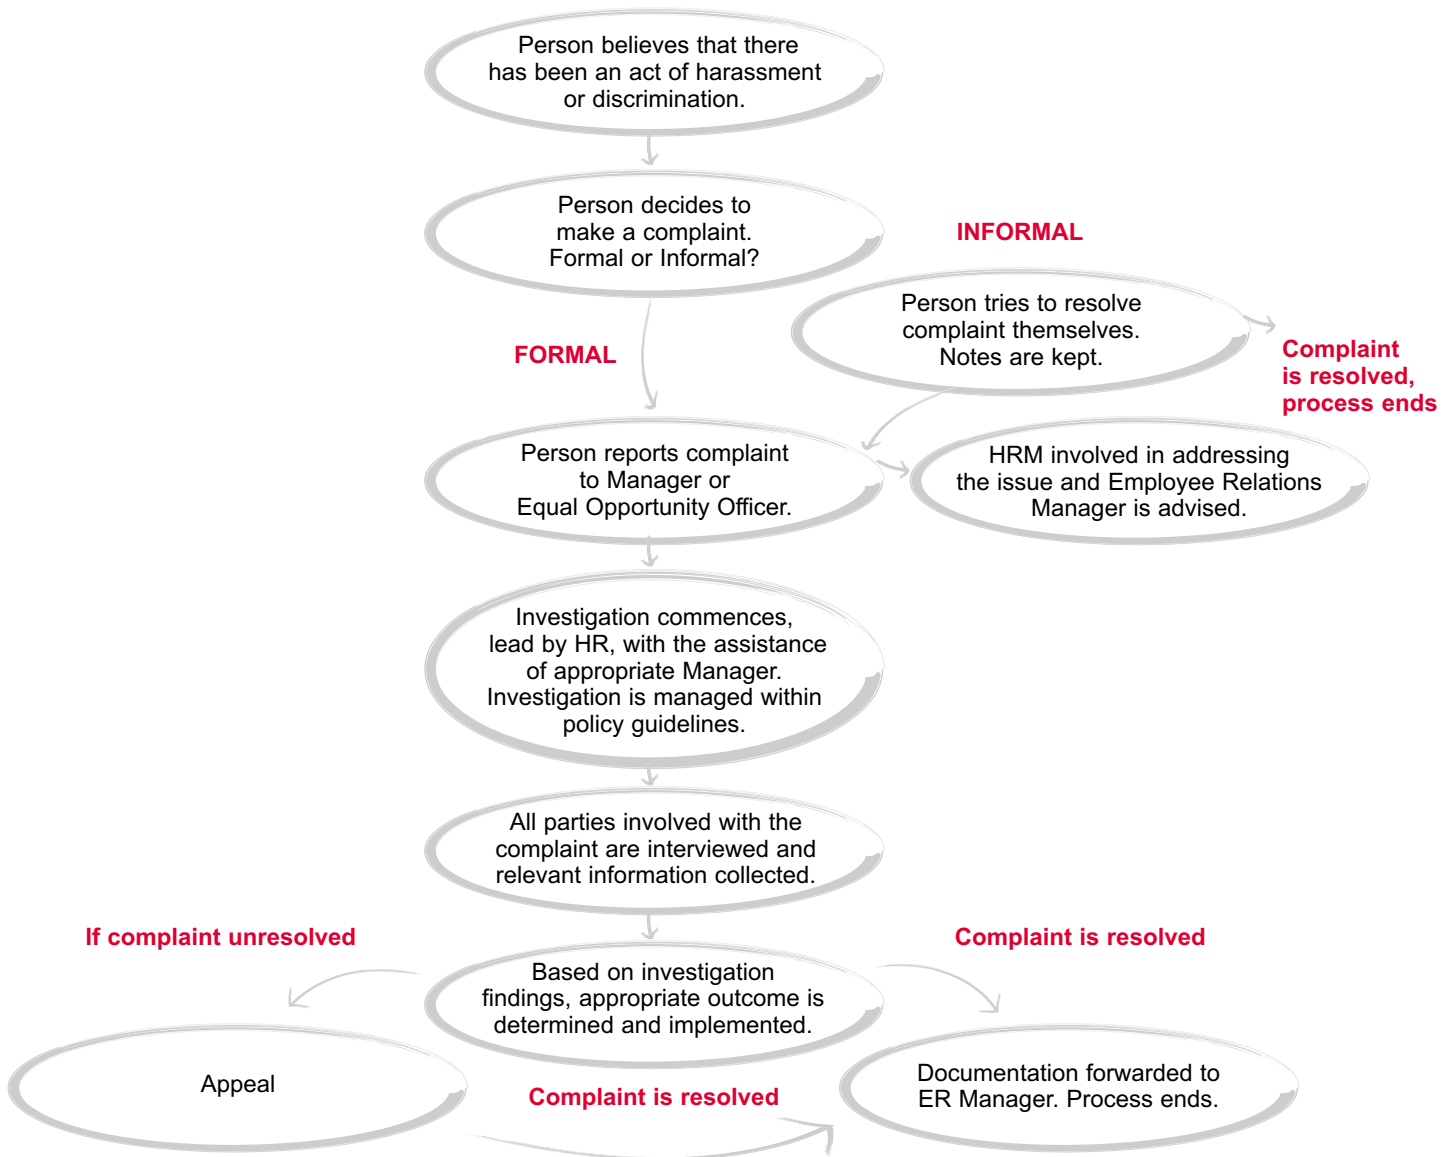 Person believes that there
has been an act of harassment
or discrimination.
Person decides to
make a complaint.
Formal or Informal?
INFORMAL
Person tries to resolve
complaint themselves.
Notes are kept.
FORMAL
Complaint
is resolved,
process ends
Person reports complaint
to Manager or
Equal Opportunity Officer.
HRM involved in addressing
the issue and Employee Relations
Manager is advised.
Investigation commences,
lead by HR, with the assistance
of appropriate Manager.
Investigation is managed within
policy guidelines.
All parties involved with the
complaint are interviewed and
relevant information collected.
If complaint unresolved
Complaint is resolved
Based on investigation
findings, appropriate outcome is
determined and implemented.
Appeal
Complaint is resolved
Documentation forwarded to
ER Manager. Process ends.